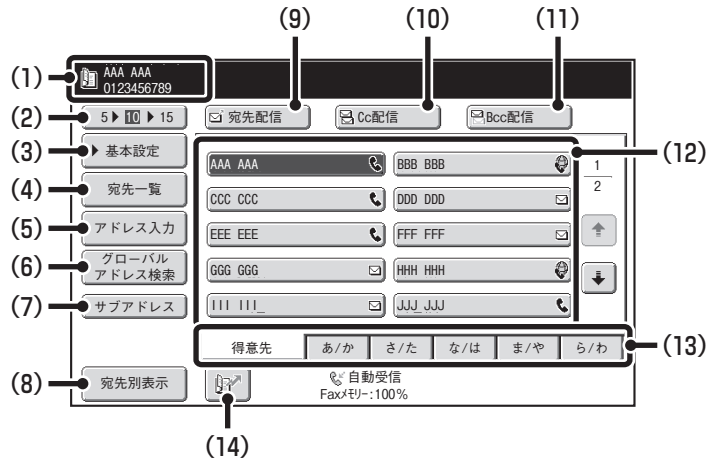 (9) (10) (11)
(1) AAA AAA
0123456789
(2) 5 10 15 宛先配信 Cc配信 Bcc配信
(3) 基本設定
(12)
AAA AAA BBB BBB 1
2
(4) 宛先一覧 CCC CCC DDD DDD
(5) アドレス入力 EEE EEE FFF FFF
(6) グローバル
アドレス検索 GGG GGG HHH HHH
(7) サブアドレス III III JJJ JJJ
得意先 あ/か さ/た な/は ま/や ら/わ (13)
(8) 宛先別表示 自動受信
Faxメモリー:100%
(14)